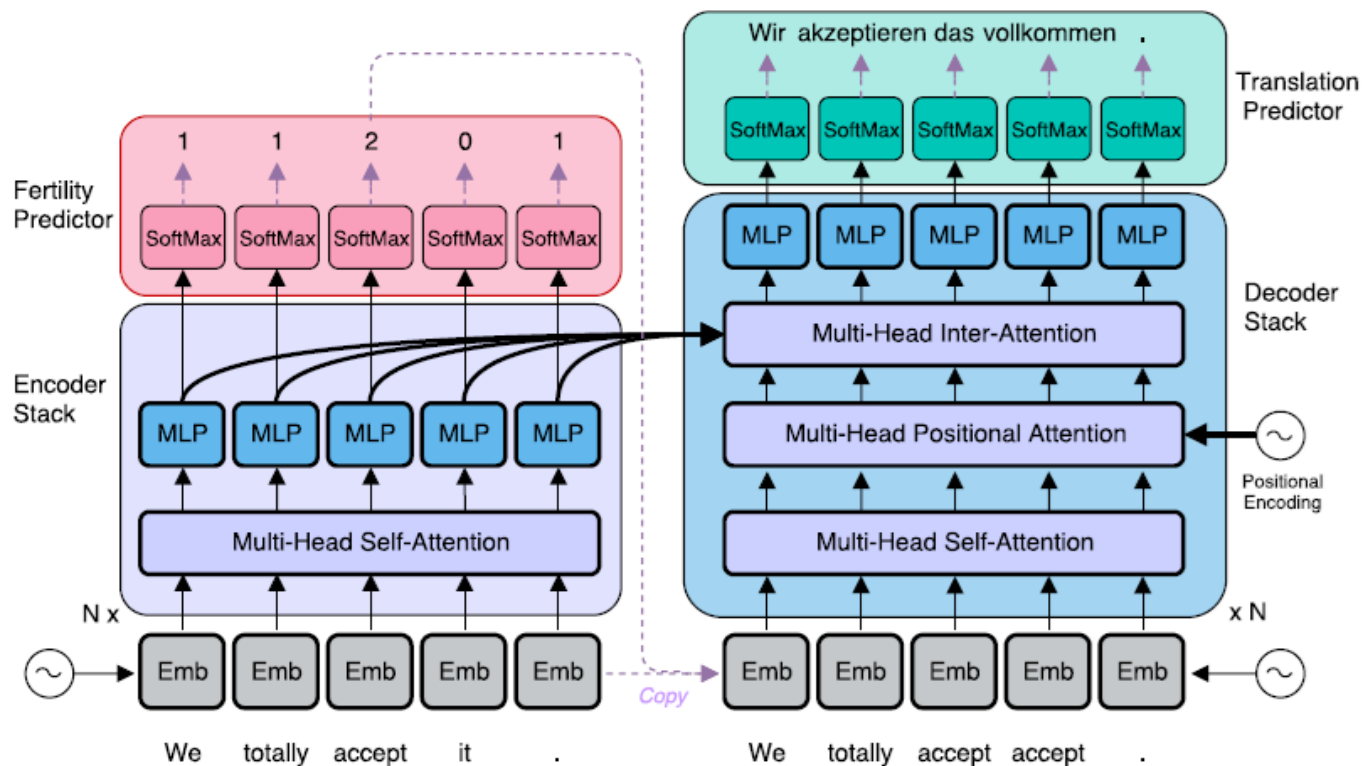 Wir akzeptieren das vollkommen .
Translation
Predictor
SoftMax SoftMax SoftMax SoftMax SoftMax
1 1 2 0 1
Fertility
Predictor
SoftMax SoftMax SoftMax SoftMax SoftMax
MLP MLP MLP MLP MLP
Decoder
Stack
Multi-Head Inter-Attention
Encoder
Stack
MLP MLP MLP MLP MLP
Multi-Head Positional Attention
Positional
Encoding
Multi-Head Self-Attention
Multi-Head Self-Attention
N x
x N
Emb Emb Emb Emb Emb
Copy
Emb Emb Emb Emb Emb
We totally accept it .
We totally accept accept .